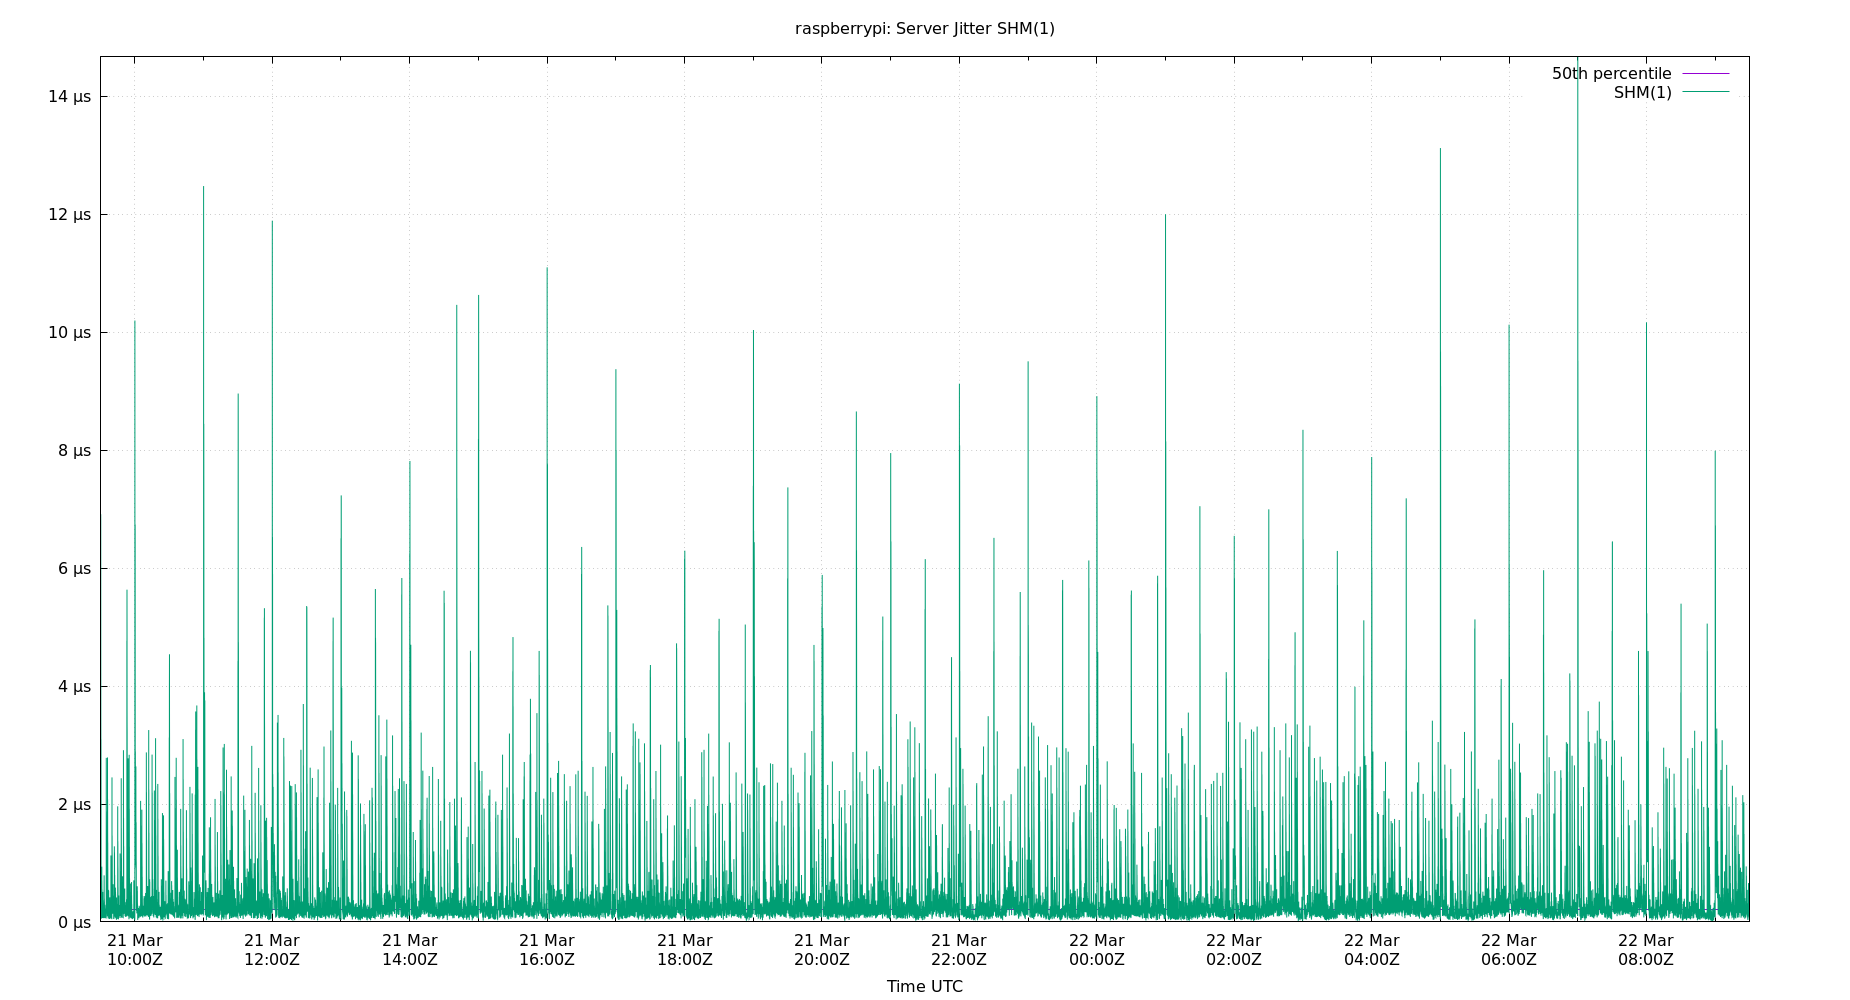 raspberrypi: Server Jitter SHM(1)
50th percentile
SHM(1)
14 µs
12 µs
10 µs
8 µs
6 µs
4 µs
2 µs
0 µs
21 Mar 21 Mar 21 Mar 21 Mar 21 Mar 21 Mar 21 Mar 22 Mar 22 Mar 22 Mar 22 Mar 22 Mar
10:00Z 12:00Z 14:00Z 16:00Z 18:00Z 20:00Z 22:00Z 00:00Z 02:00Z 04:00Z 06:00Z 08:00Z
Time UTC